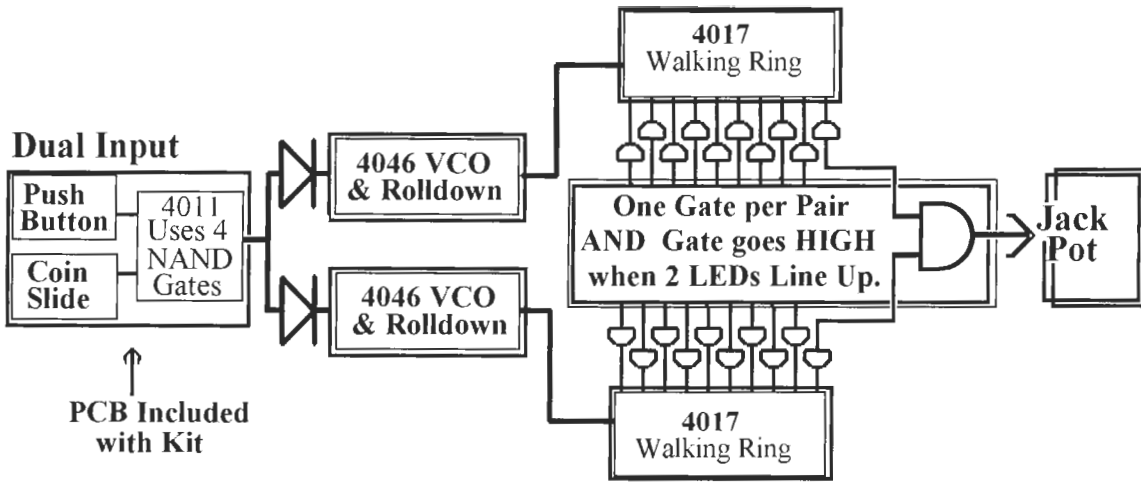 4017
Walking Ring
Dual Input
Push
Button
4011
Uses 4
NAND
Gates
Coin
Slide
4046 VCO
& Rolldown
4046 VCO
& Rolldown
One Gate per Pair
AND Gate goes HIGH
when 2 LEDs Line Up.
Jack
Pot
PCB Included
with Kit
4017
Walking Ring